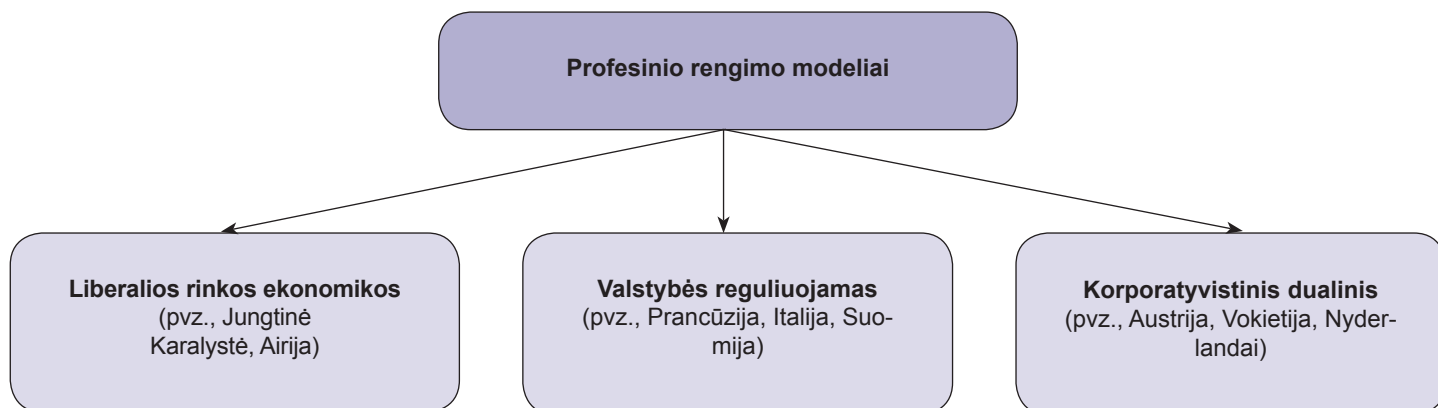 Profesinio rengimo modeliai
Liberalios rinkos ekonomikos
(pvz., Jungtinė
Karalystė, Airija)
Valstybės reguliuojamas
(pvz., Prancūzija, Italija, Suo-
mija)
Korporatyvistinis dualinis
(pvz., Austrija, Vokietija, Nyder-
landai)